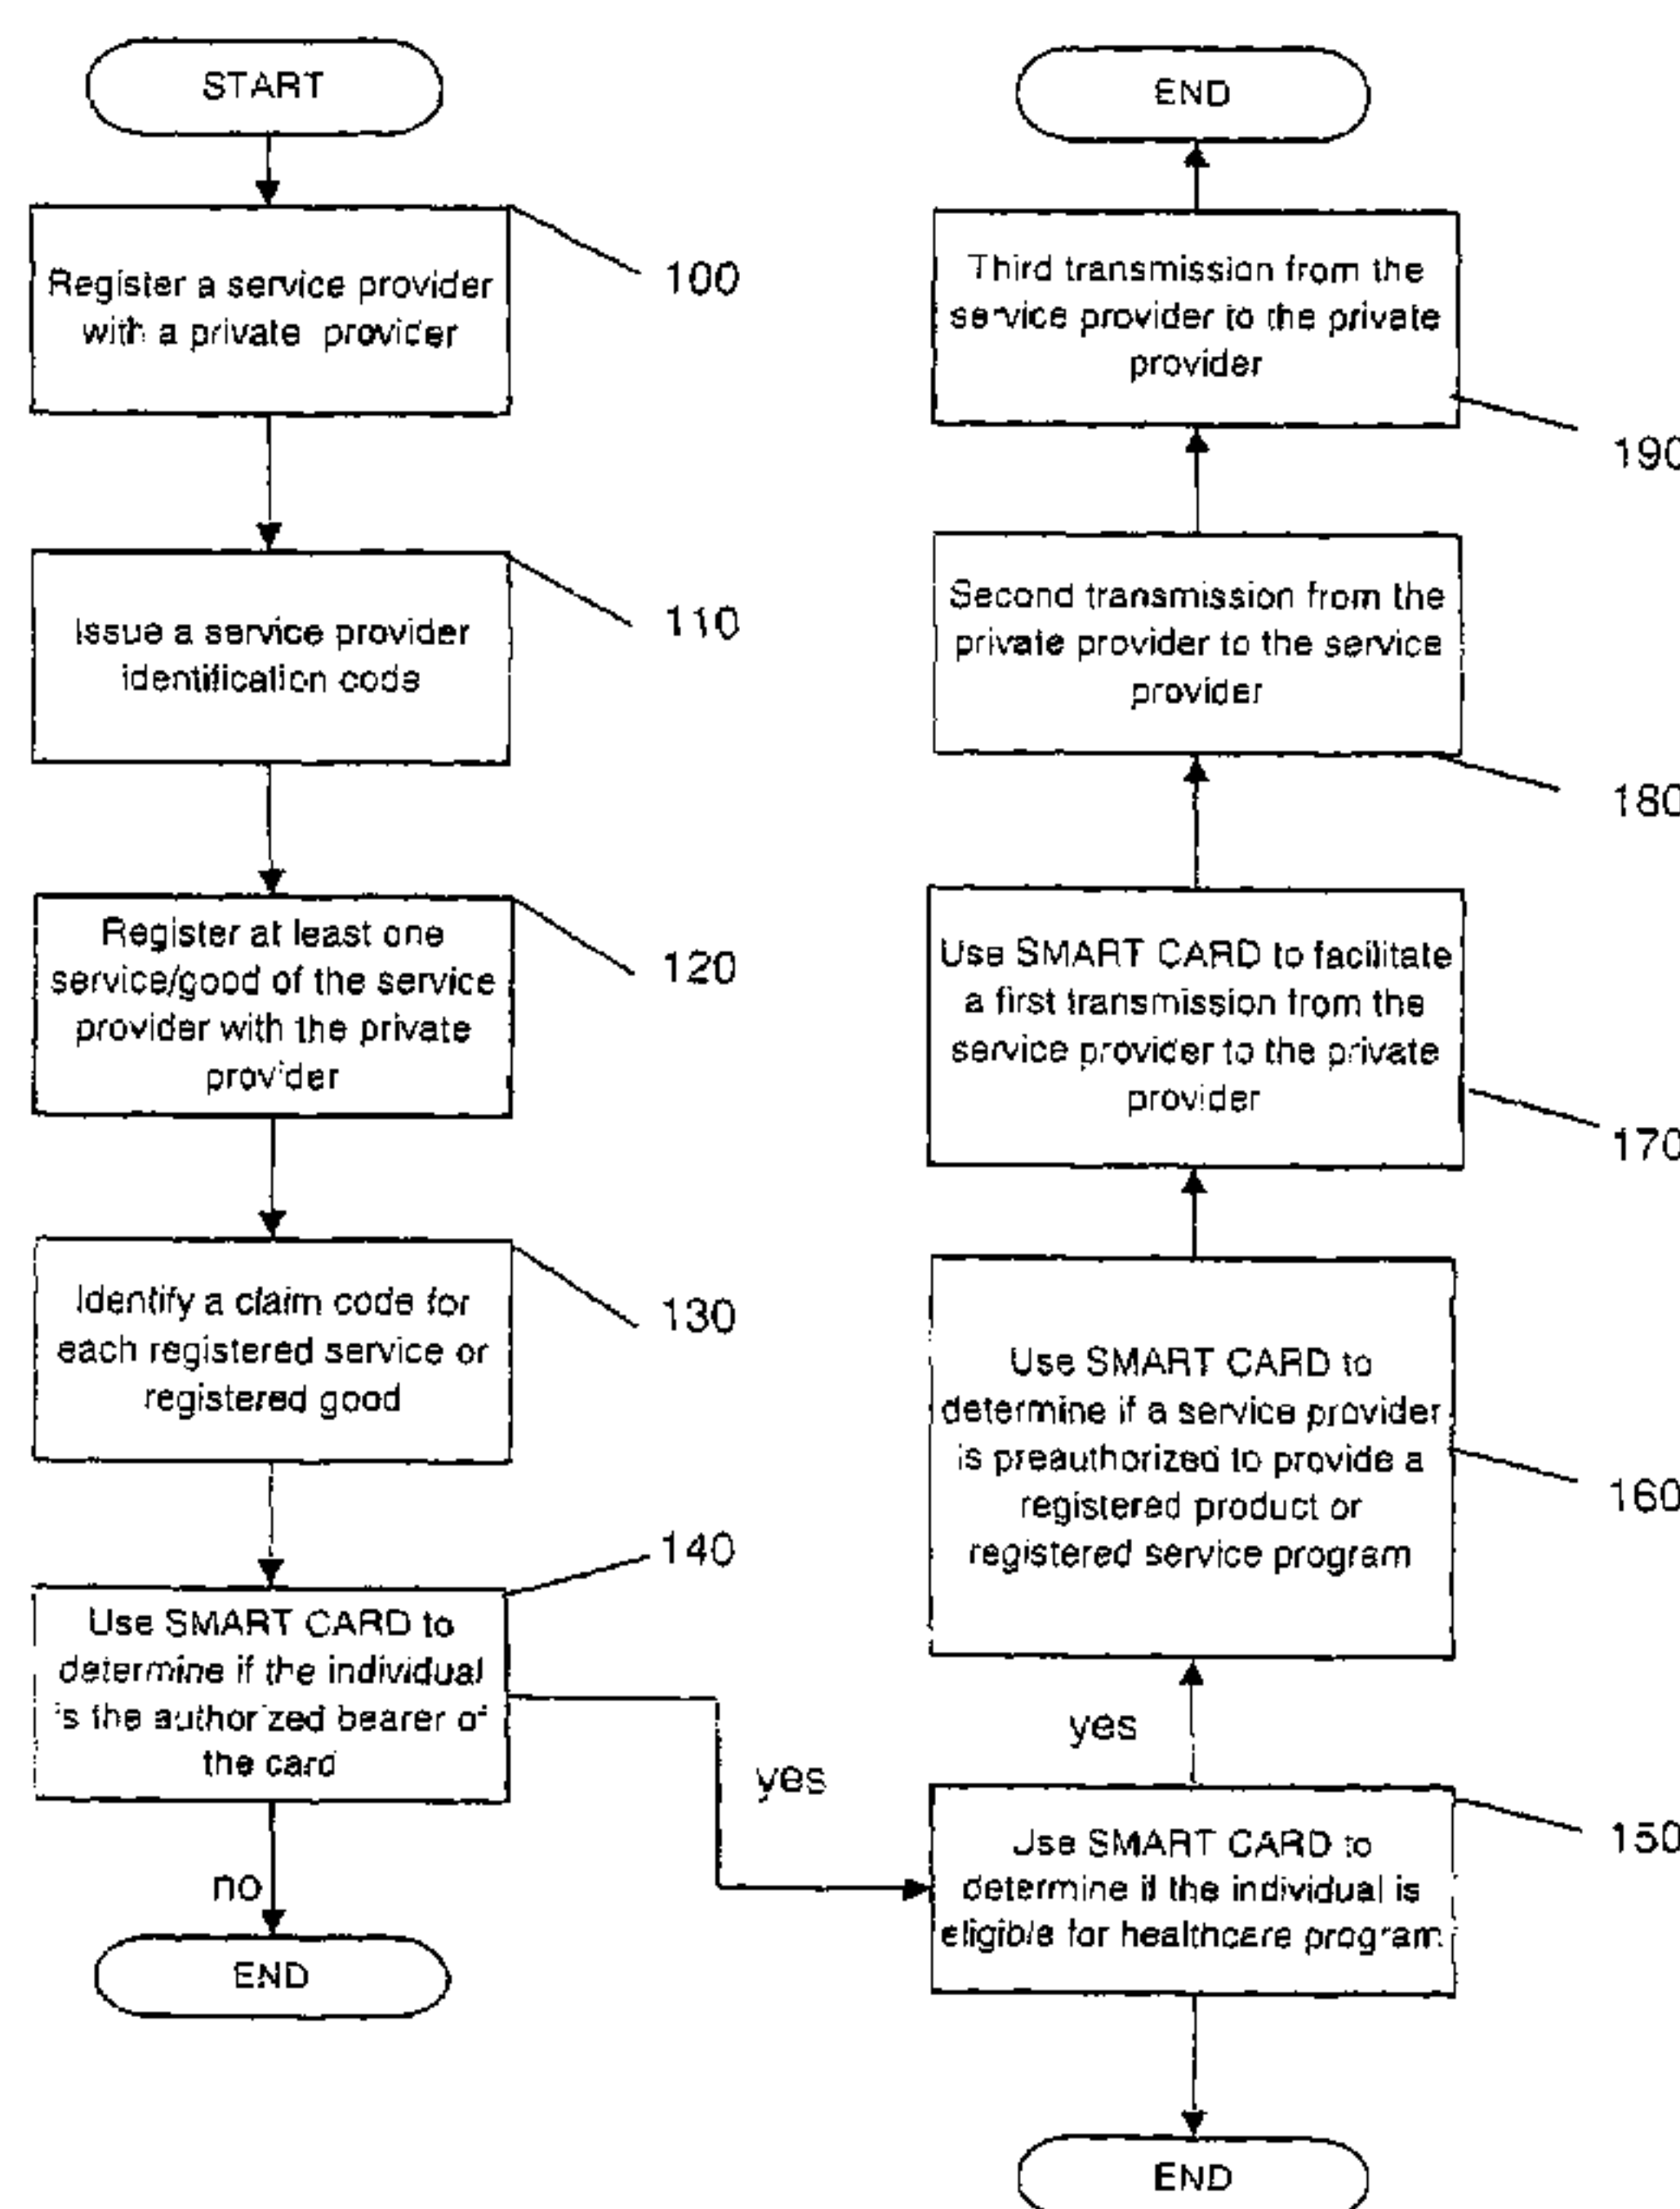 START
Register a service provider
with a private provider
100
Issue a service provider
identification code
110
Register at least one
service/good of the service
provider with the private
provider
120
Identify a claim code for
each registered service or
registered good
130
Use SMART CARD to
determine if the individual
is the authorized bearer of
the card
140
yes
no
END
Use SMART CARD to
determine if the individual is
eligible for healthcare program
150
END
yes
Use SMART CARD to
determine if a service provider
is preauthorized to provide a
registered product or
registered service program
160
Use SMART CARD to facilitate
a first transmission from the
service provider to the private
provider
170
Second transmission from the
private provider to the service
provider
180
Third transmission from the
service provider to the private
provider
190
END